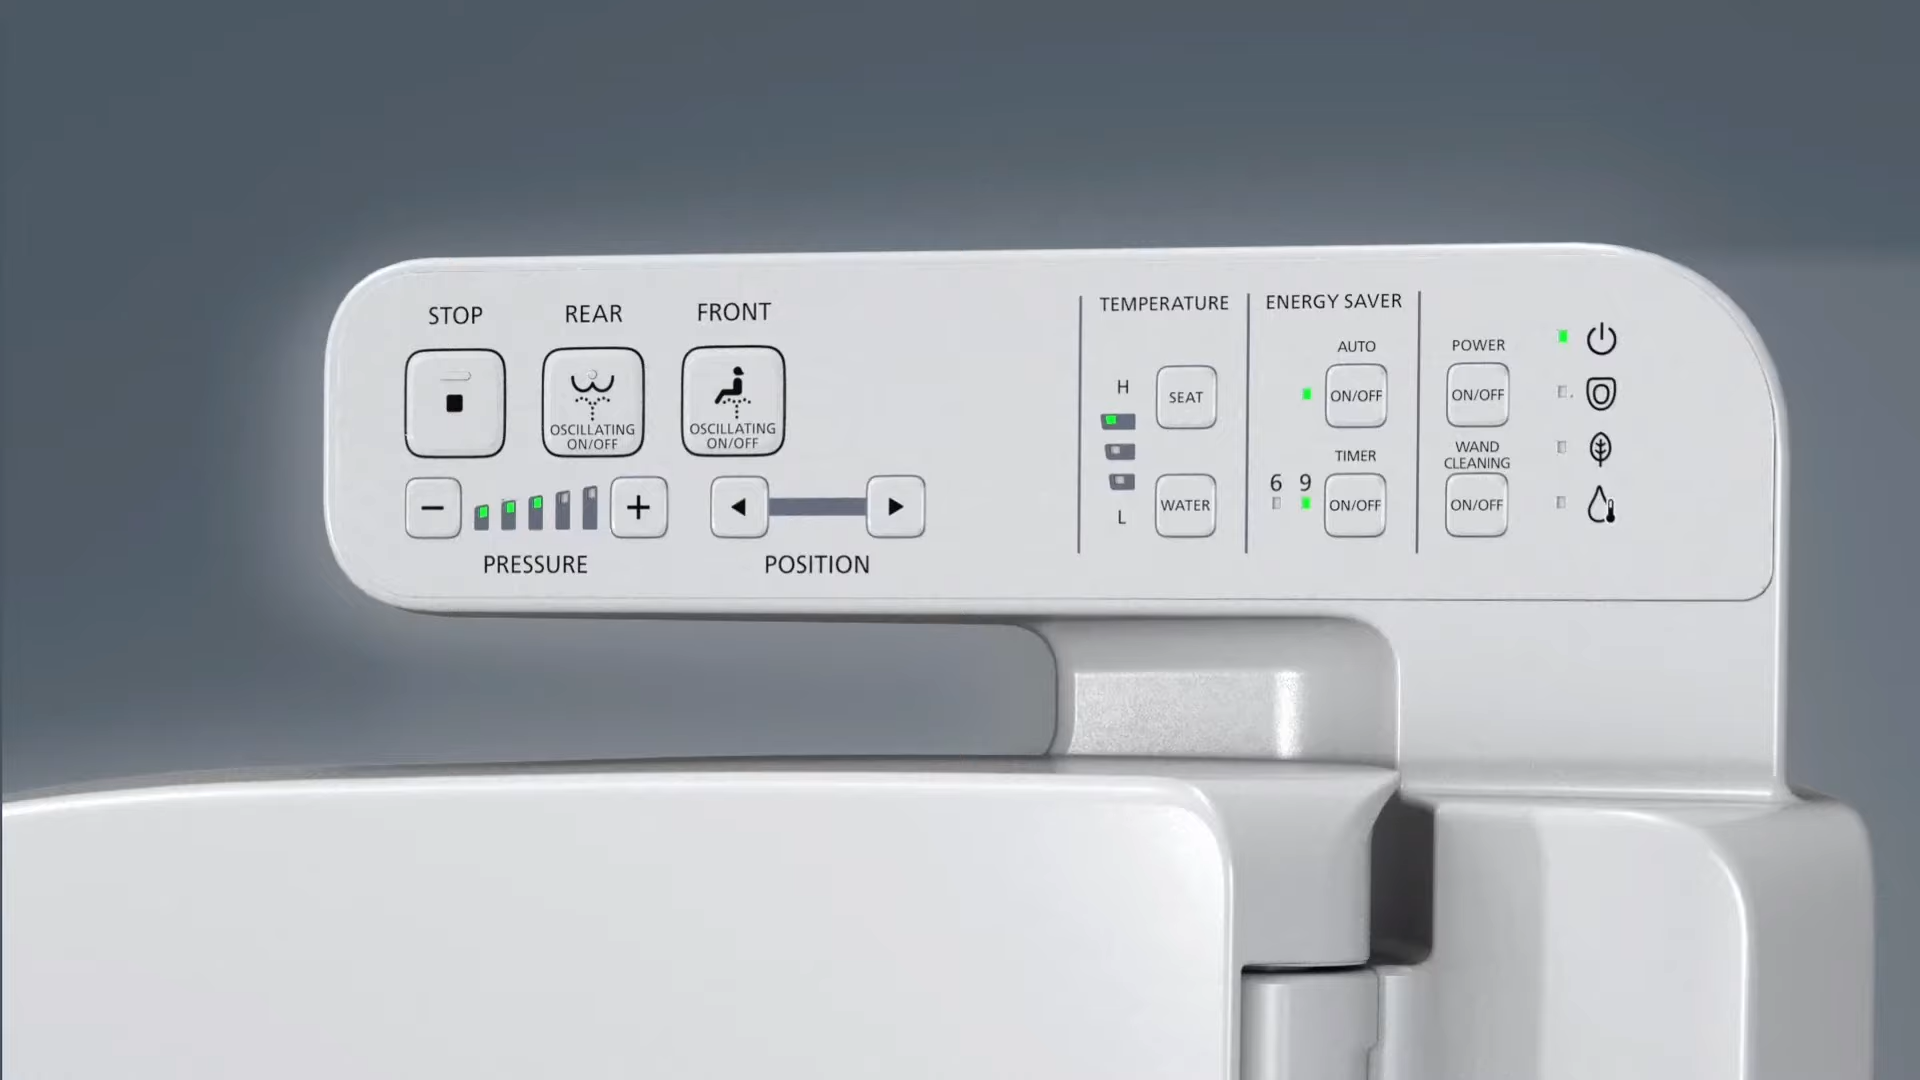 STOP
REAR
FRONT
OSCILLATING
ON/OFF
OSCILLATING
ON/OFF
PRESSURE
POSITION
TEMPERATURE
H
SEAT
L
WATER
ENERGY SAVER
AUTO
ON/OFF
TIMER
6 9
ON/OFF
POWER
ON/OFF
WAND
CLEANING
ON/OFF